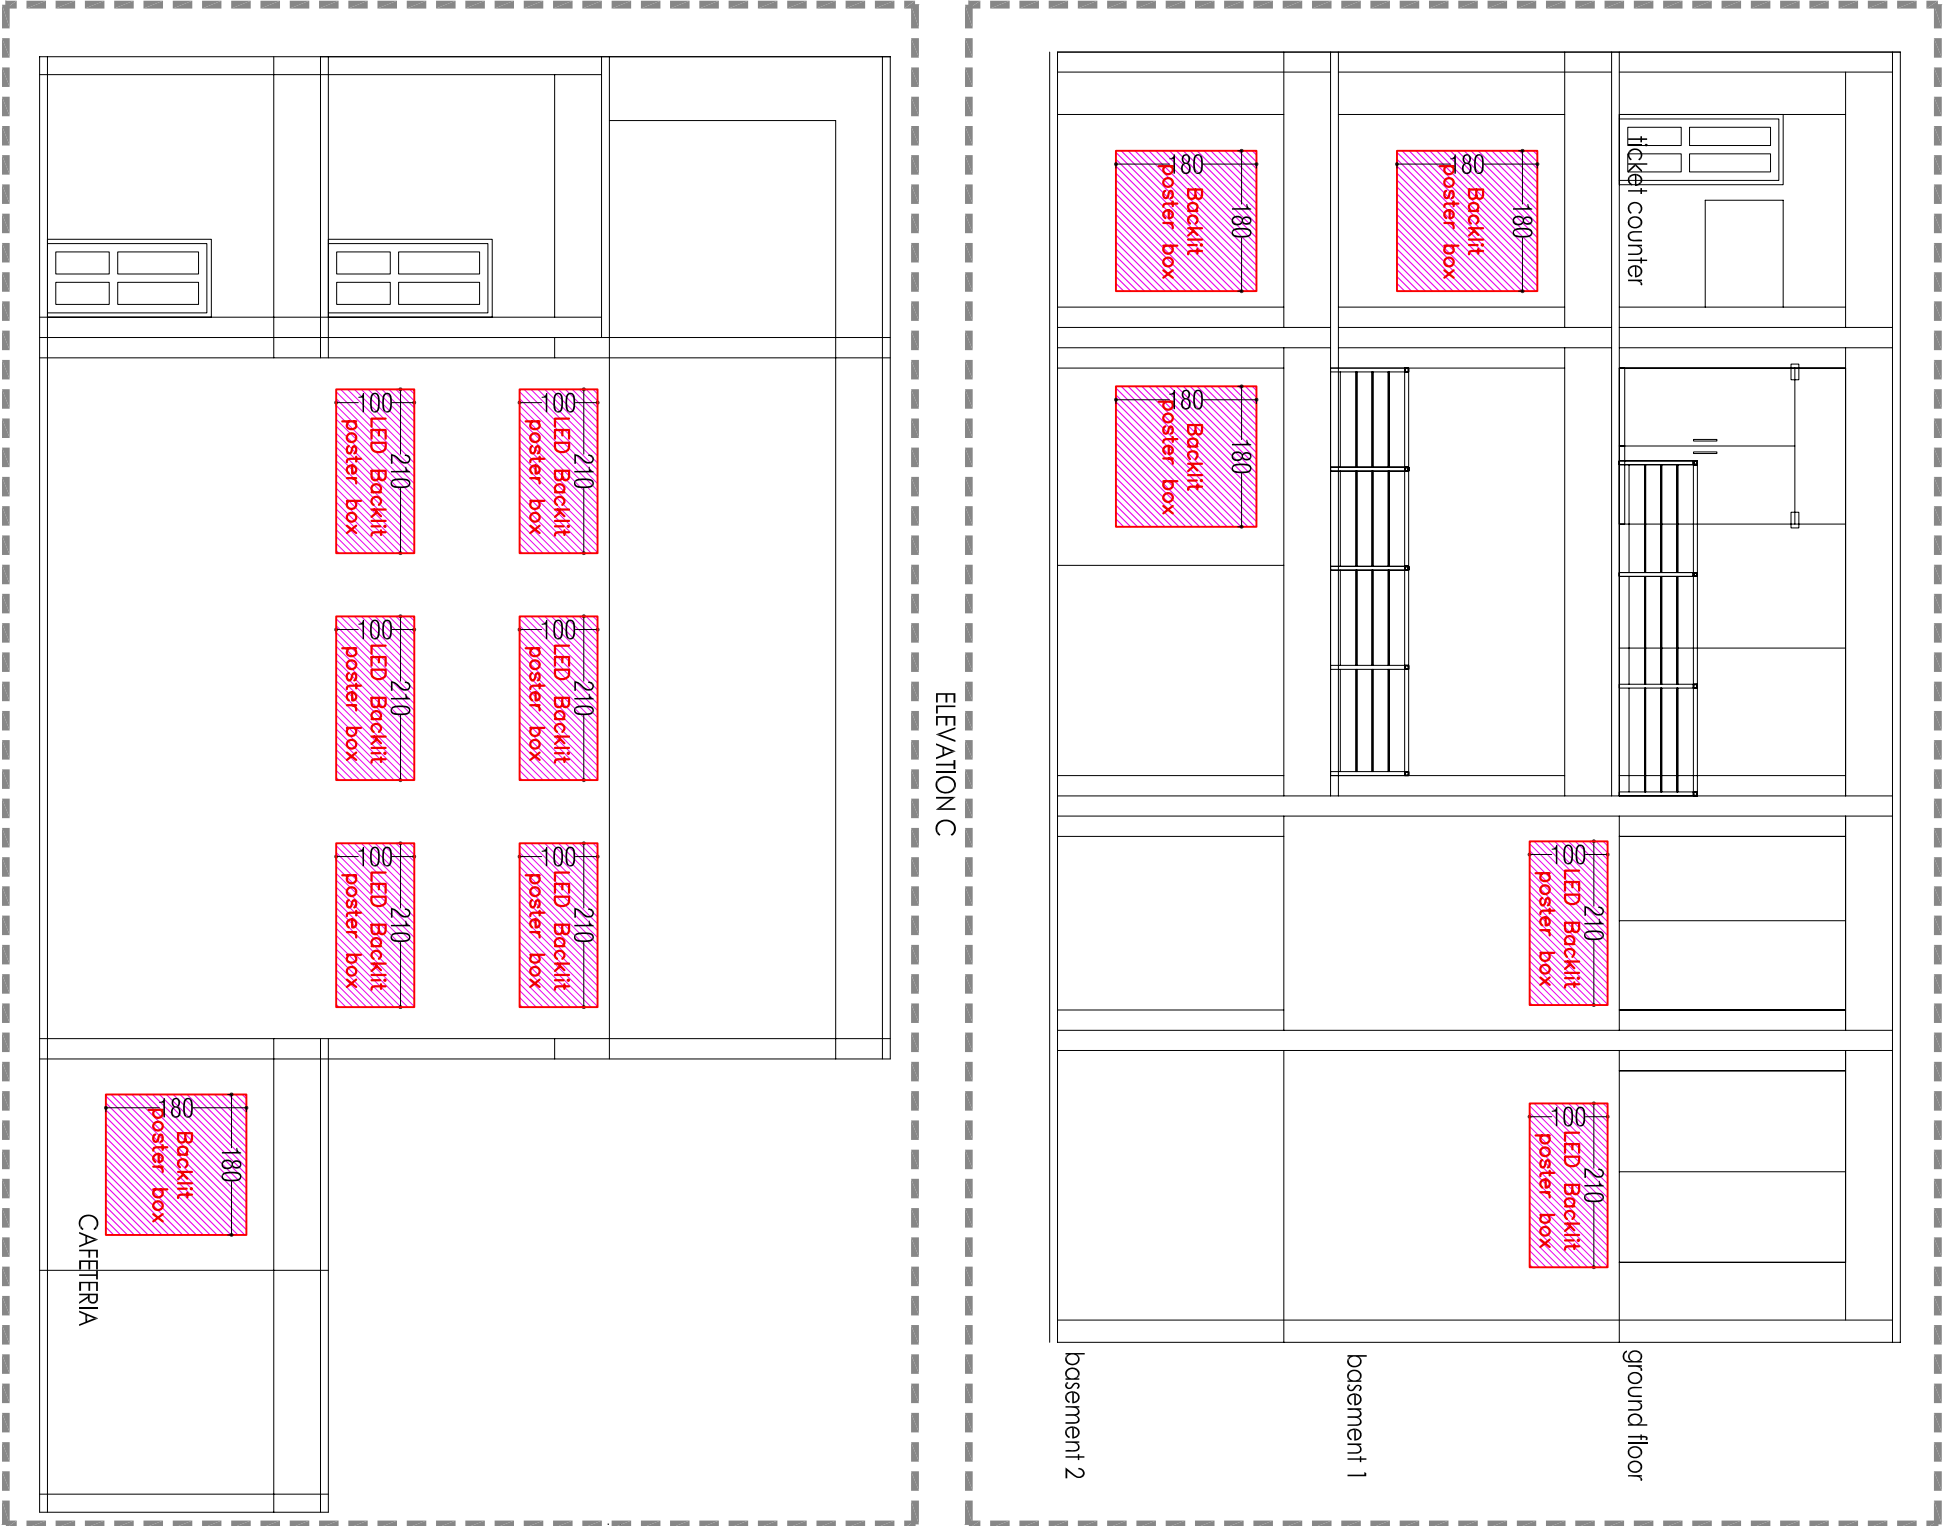 ticket counter
ground floor
210
100
LED Backlit
poster box
210
100
LED Backlit
poster box
180
180
Backlit
poster box
basement 1
180
180
Backlit
poster box
180
180
Backlit
poster box
basement 2
ELEVATION C
210
100
LED Backlit
poster box
210
100
LED Backlit
poster box
210
100
LED Backlit
poster box
210
100
LED Backlit
poster box
210
100
LED Backlit
poster box
210
100
LED Backlit
poster box
180
180
Backlit
poster box
CAFETERIA